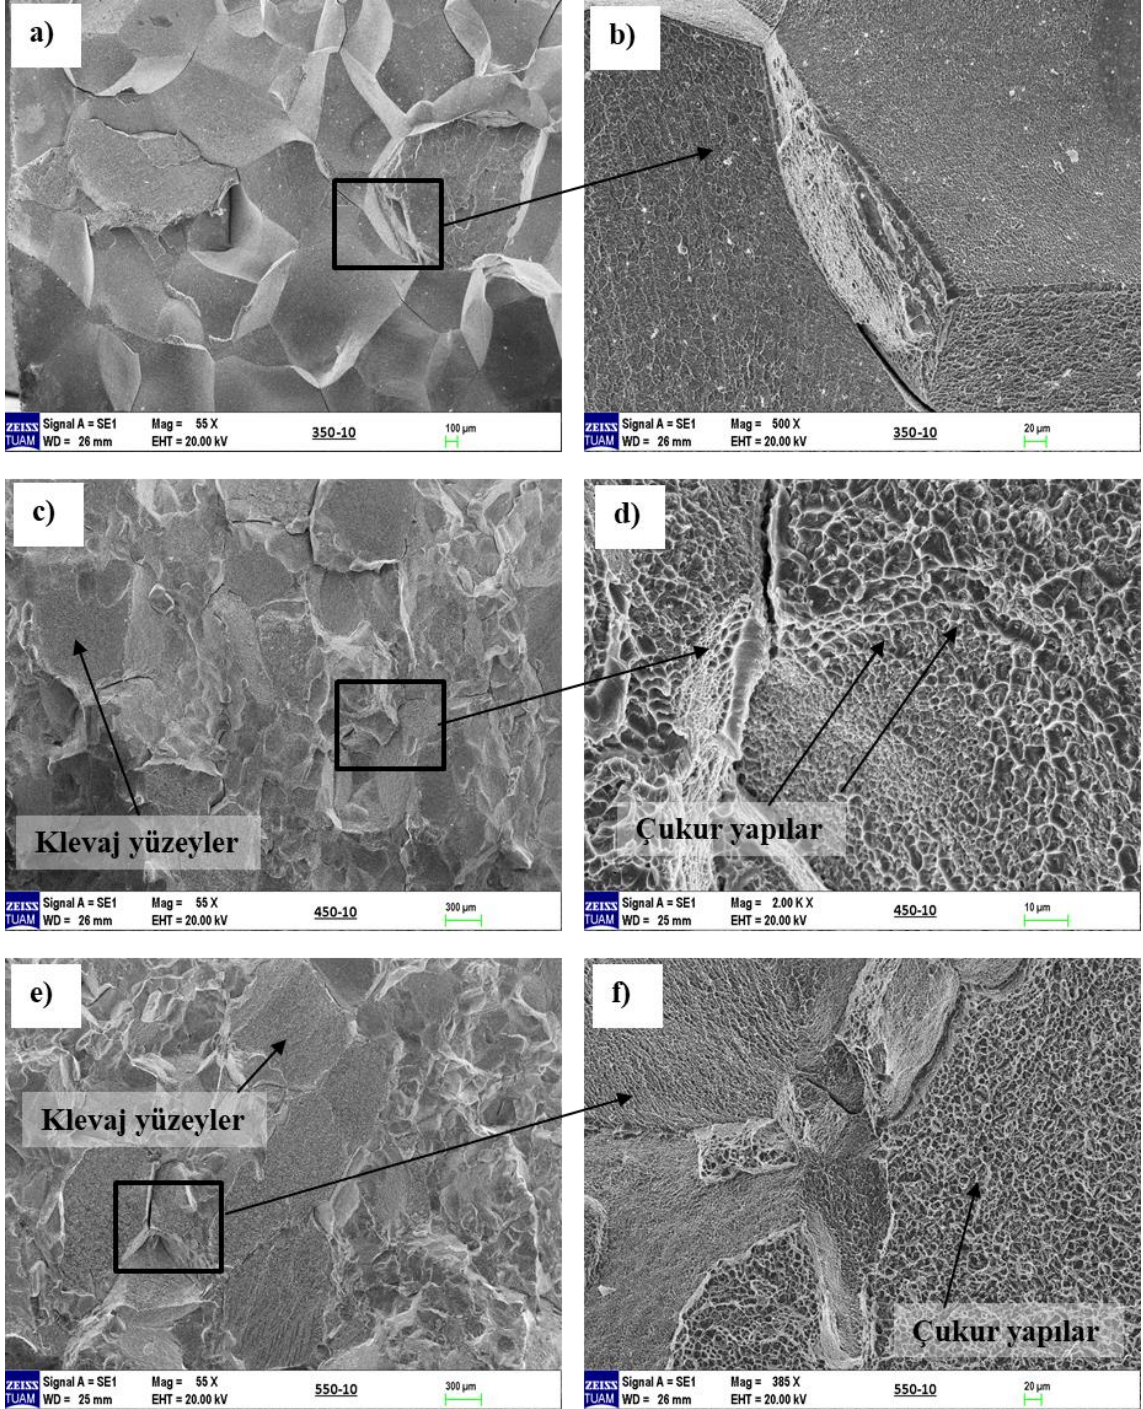 a)
ZEISS
TUAM
Signal A = SE1
Mag = 55 X
WD = 26 mm
EHT = 20.00 kV
350-10
100 µm
b)
ZEISS
TUAM
Signal A = SE1
Mag = 500 X
WD = 26 mm
EHT = 20.00 kV
350-10
20 µm
c)
Klevaj yüzeyler
ZEISS
TUAM
Signal A = SE1
Mag = 55 X
WD = 26 mm
EHT = 20.00 kV
450-10
300 µm
d)
Çukur yapılar
ZEISS
TUAM
Signal A = SE1
Mag = 2.00 K X
WD = 25 mm
EHT = 20.00 kV
450-10
10 µm
e)
Klevaj yüzeyler
ZEISS
TUAM
Signal A = SE1
Mag = 55 X
WD = 25 mm
EHT = 20.00 kV
550-10
300 µm
f)
Çukur yapılar
ZEISS
TUAM
Signal A = SE1
Mag = 385 X
WD = 26 mm
EHT = 20.00 kV
550-10
20 µm